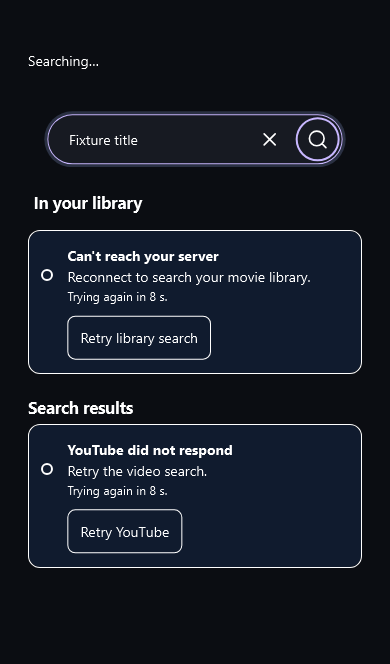 Searching...
Fixture title
In your library
Can't reach your server
Reconnect to search your movie library.
Trying again in 8 s.
Retry library search
Search results
YouTube did not respond
Retry the video search.
Trying again in 8 s.
Retry YouTube